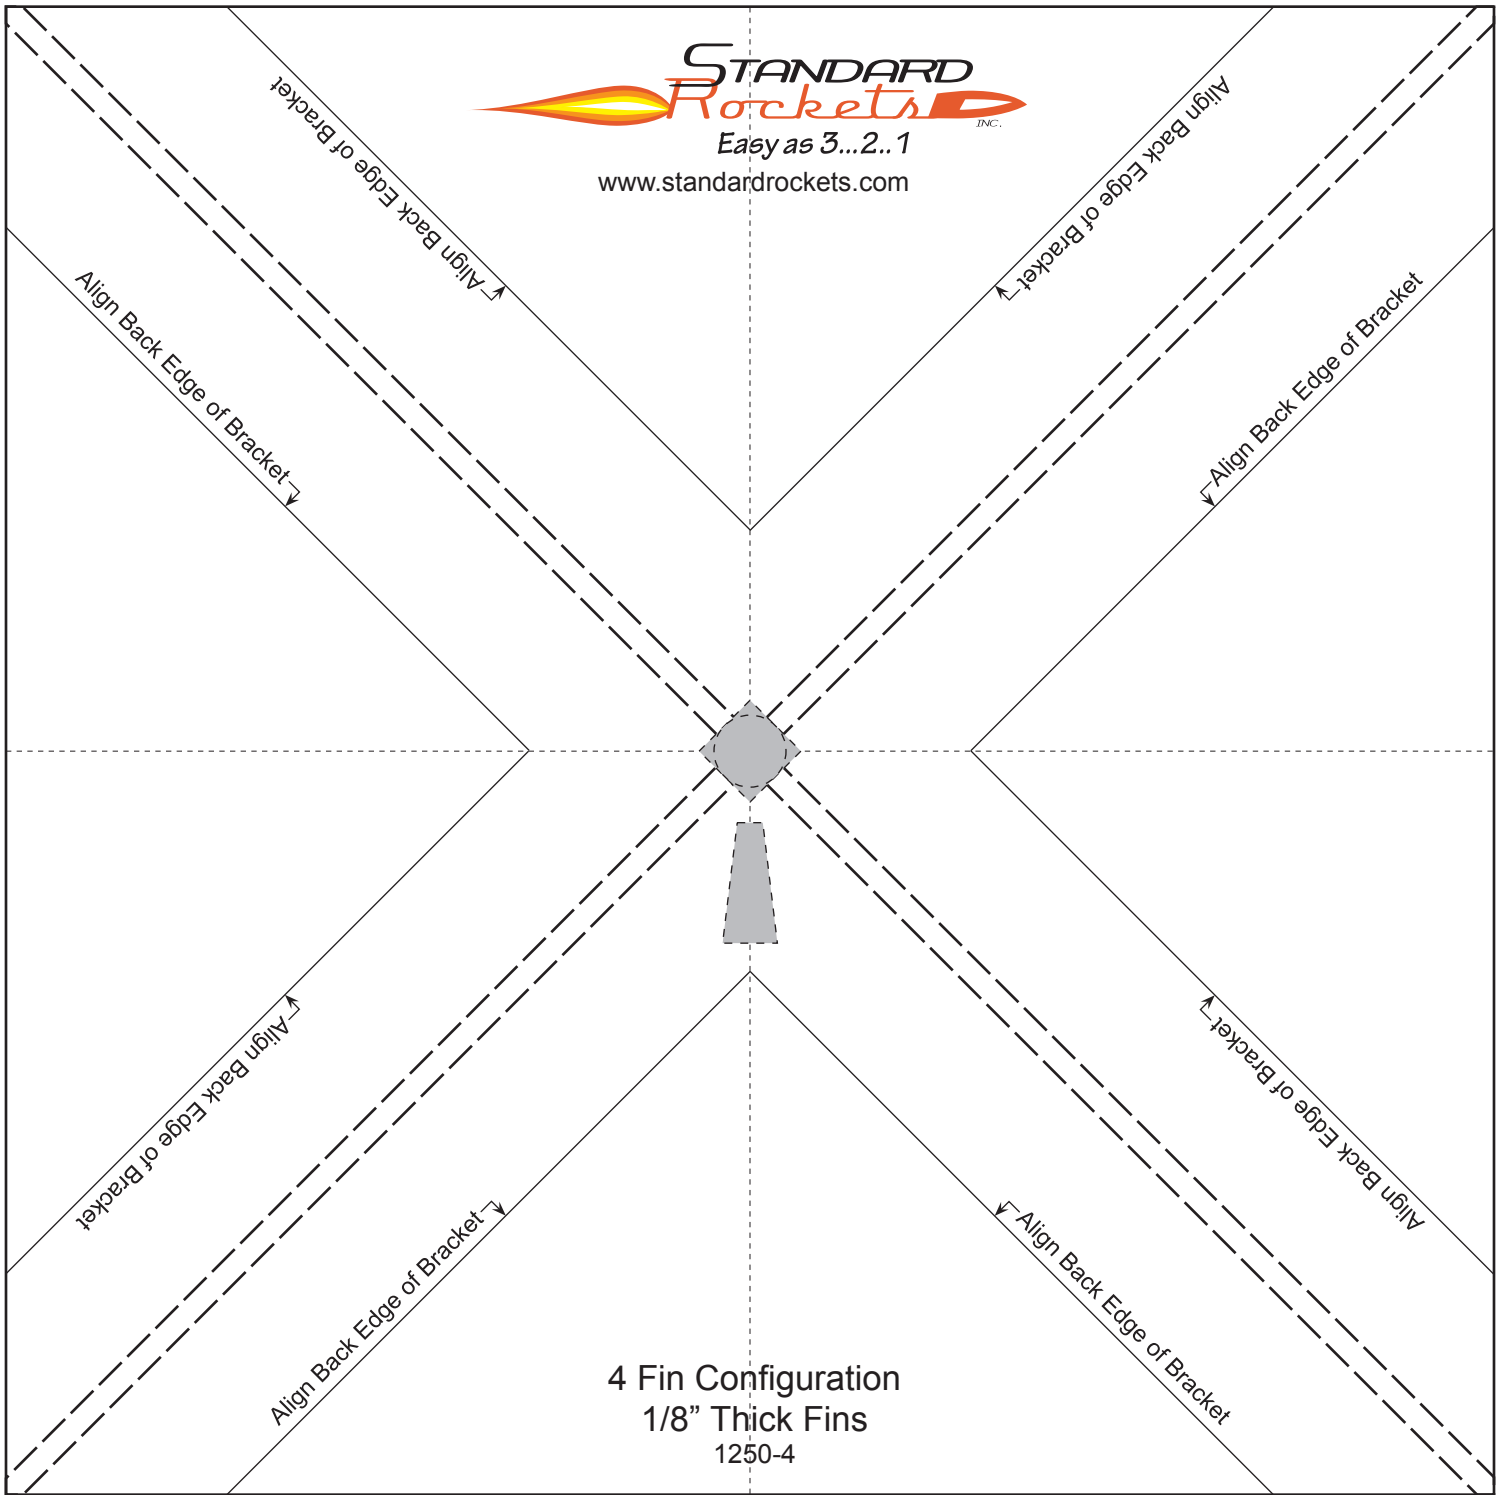 STANDARD
Rockets
INC.
Easy as 3...2..1
www.standardrockets.com
Align Back Edge of Bracket
Align Back Edge of Bracket
Align Back Edge of Bracket
Align Back Edge of Bracket
Align Back Edge of Bracket
Align Back Edge of Bracket
Align Back Edge of Bracket
Align Back Edge of Bracket
4 Fin Configuration
1/8” Thick Fins
1250-4